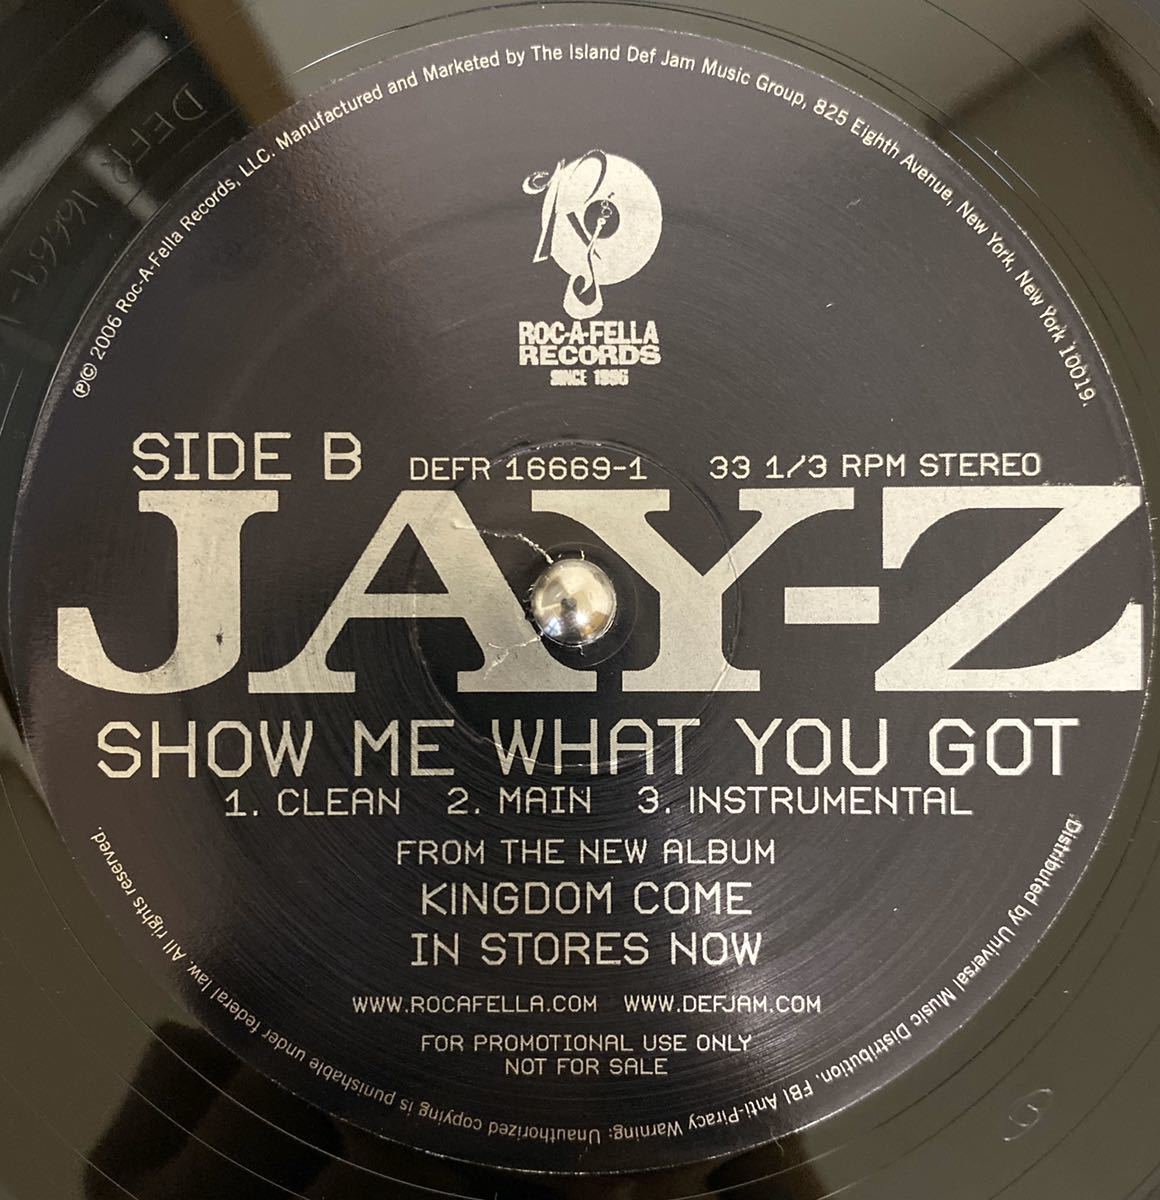 ℗© 2006 Roc-A-Fella Records, LLC. Manufactured and Marketed by The Island Def Jam Music Group, 825 Eighth Avenue, New York, New York 10019.
ROC-A-FELLA
RECORDS
SINCE 1996
SIDE B DEFR 16669-1 33 1/3 RPM STEREO
JAY-Z
SHOW ME WHAT YOU GOT
1. CLEAN 2. MAIN 3. INSTRUMENTAL
FROM THE NEW ALBUM
KINGDOM COME
IN STORES NOW
WWW.ROCAFELLA.COM WWW.DEFJAM.COM
FOR PROMOTIONAL USE ONLY
NOT FOR SALE
Distributed by Universal Music Distribution. FBI Anti-Piracy Warning: Unauthorized copying is punishable under federal law. All rights reserved.
DEFR 16669-1